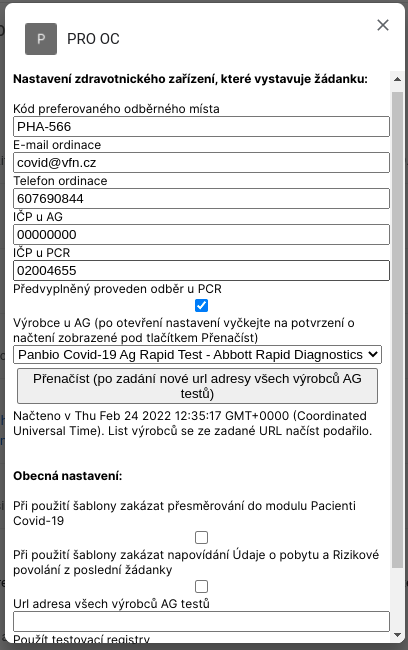 P PRO OC
Nastavení zdravotnického zařízení, které vystavuje žádanku:
Kód preferovaného odběrného místa
PHA-566
E-mail ordinace
covid@vfn.cz
Telefon ordinace
607690844
IČP u AG
00000000
IČP u PCR
02004655
Předvyplněný proveden odběr u PCR
Výrobce u AG (po otevření nastavení vyčkejte na potvrzení o
načtení zobrazené pod tlačítkem Přenačíst)
Panbio Covid-19 Ag Rapid Test - Abbott Rapid Diagnostics
Přenačíst (po zadání nové url adresy všech výrobců AG
testů)
Načteno v Thu Feb 24 2022 12:35:17 GMT+0000 (Coordinated
Universal Time). List výrobců se ze zadané URL načíst podařilo.
Obecná nastavení:
Při použití šablony zakázat přesměrování do modulu Pacienti
Covid-19
Při použití šablony zakázat napovídání Údaje o pobytu a Rizikové
povolání z poslední žádanky
Url adresa všech výrobců AG testů
Použít testovací registry